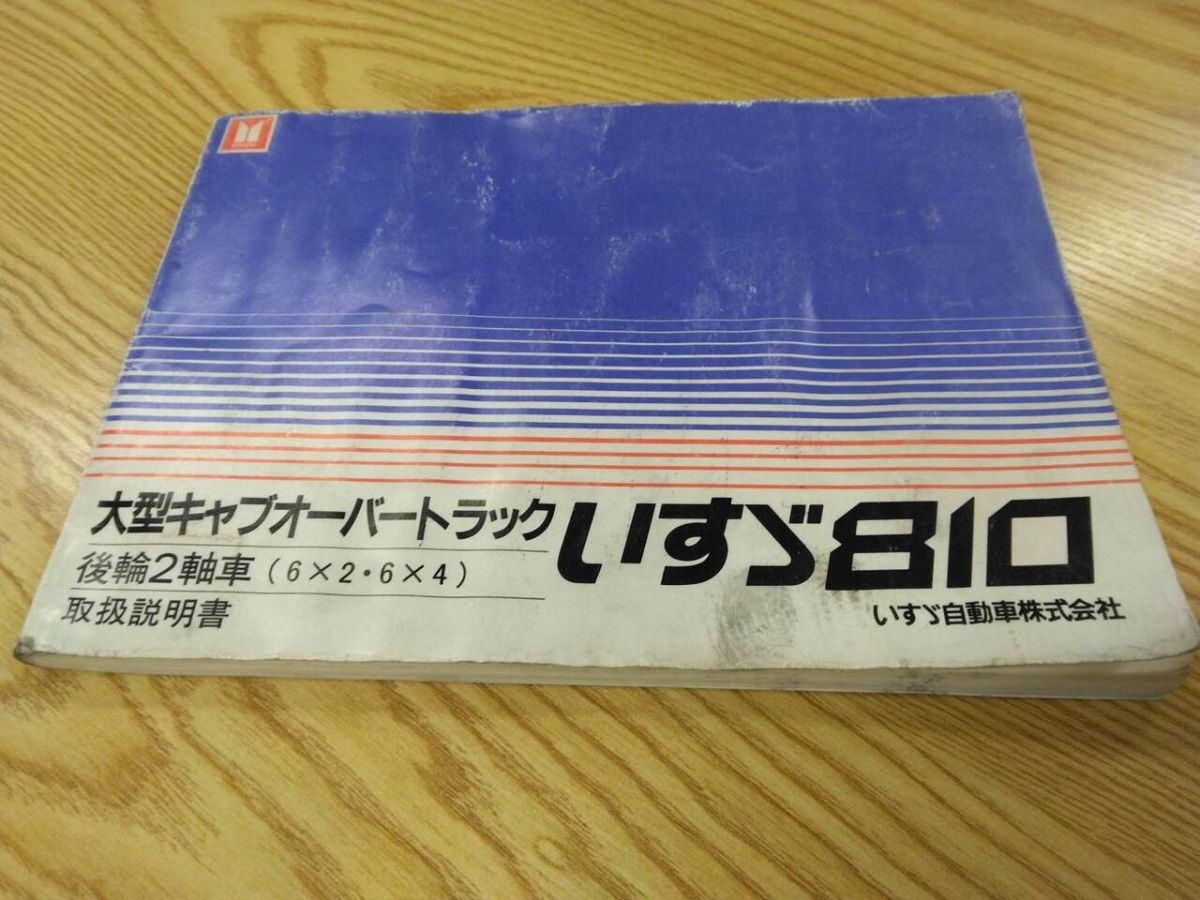 大型キャブオーバートラック
いすゞ810
後輪2軸車(6×2・6×4)
取扱説明書
いすゞ自動車株式会社